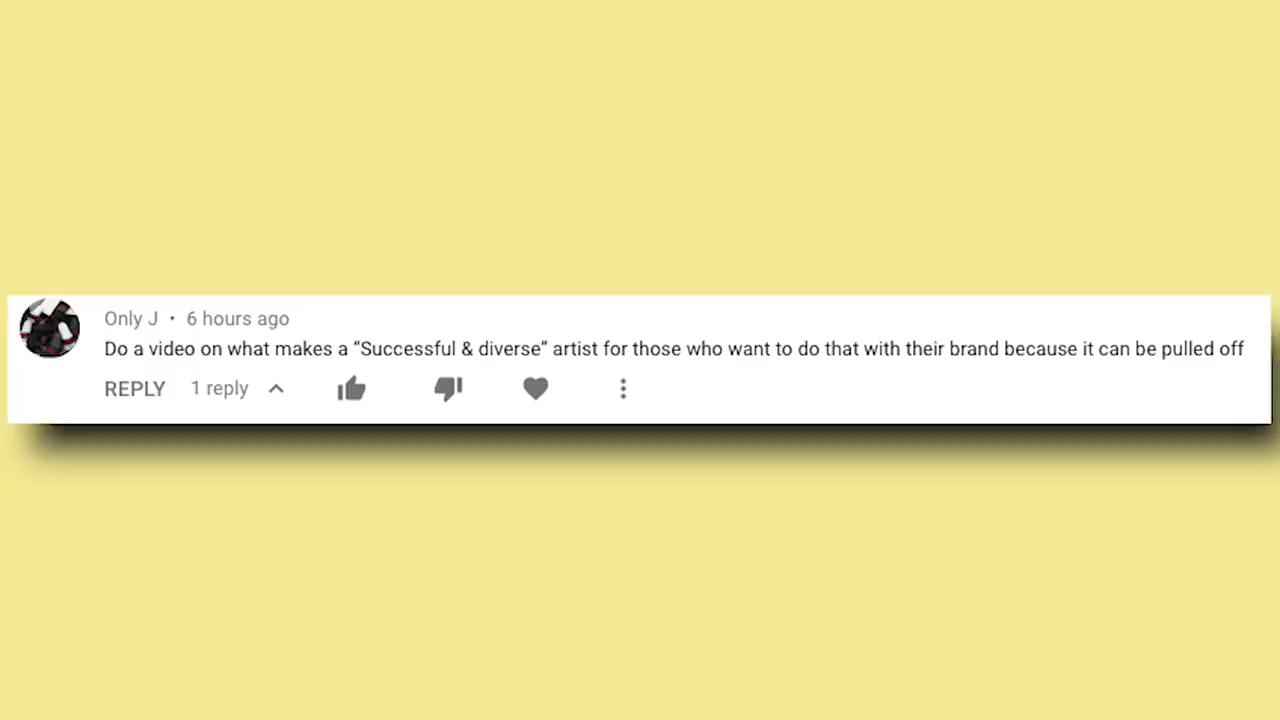 Only J • 6 hours ago
Do a video on what makes a “Successful & diverse“ artist for those who want to do that with their brand because it can be pulled off
REPLY 1 reply